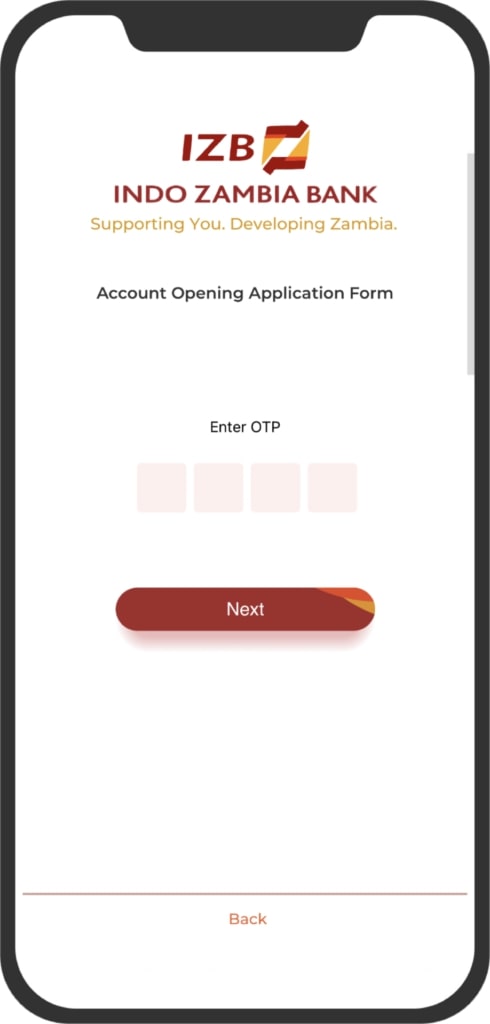 IZB
INDO ZAMBIA BANK
Supporting You. Developing Zambia.
Account Opening Application Form
Enter OTP
Next
Back